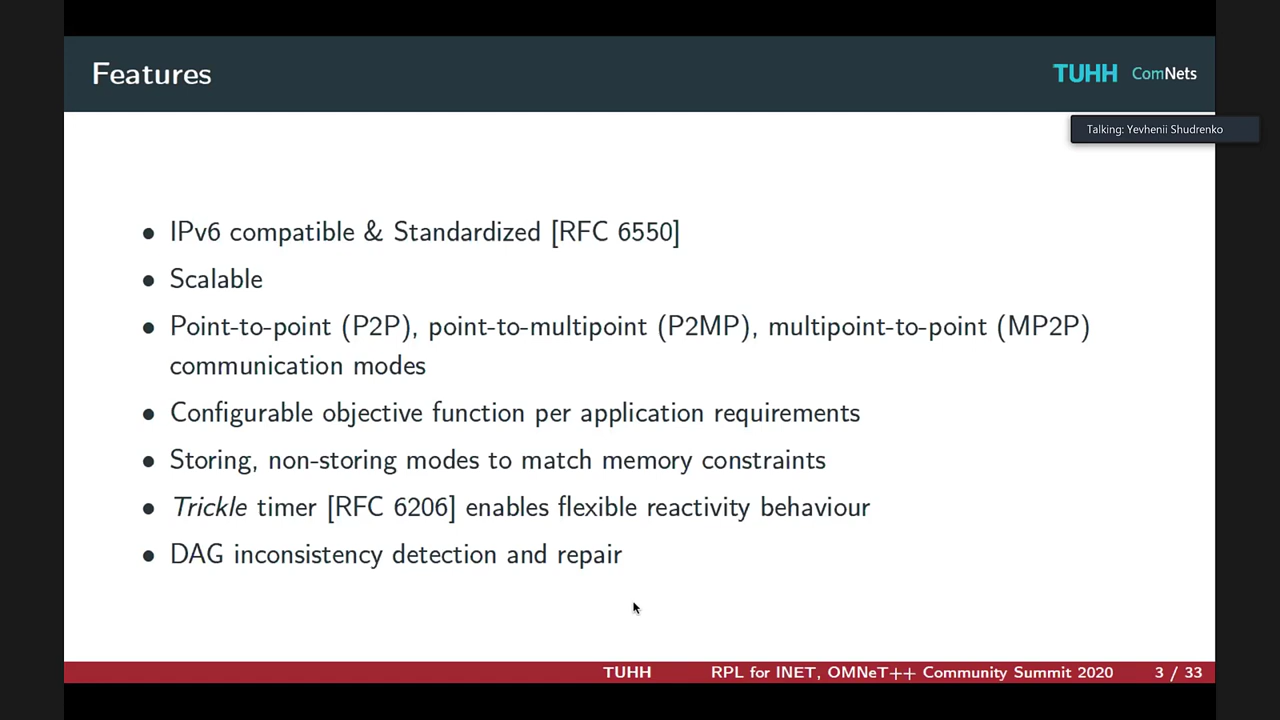 Features
TUHH ComNets
Talking: Yevhenii Shudrenko
• IPv6 compatible & Standardized [RFC 6550]
• Scalable
• Point-to-point (P2P), point-to-multipoint (P2MP), multipoint-to-point (MP2P)
communication modes
• Configurable objective function per application requirements
• Storing, non-storing modes to match memory constraints
• Trickle timer [RFC 6206] enables flexible reactivity behaviour
• DAG inconsistency detection and repair
TUHH RPL for INET, OMNeT++ Community Summit 2020 3 / 33